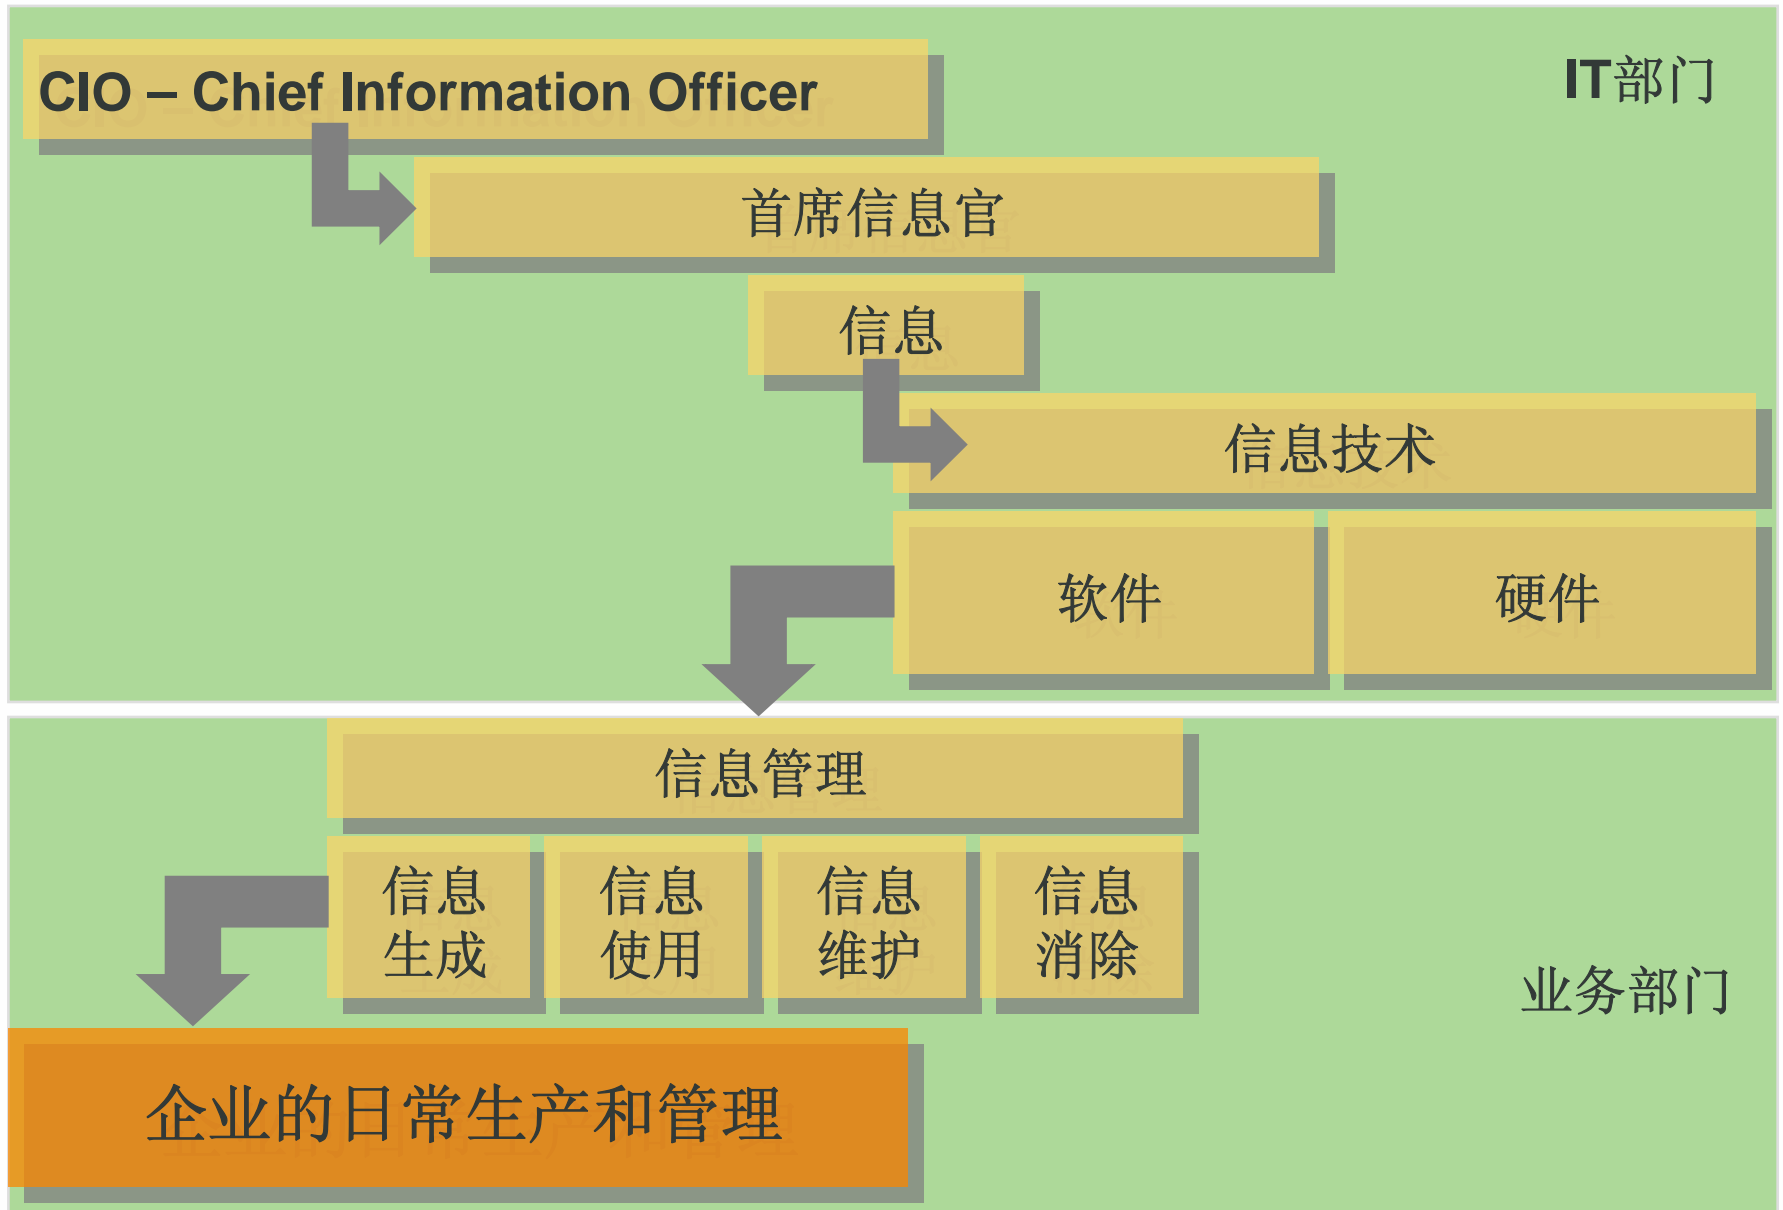 CIO – Chief Information Officer
IT部门
首席信息官
信息
信息技术
软件
硬件
信息管理
信息
生成
信息
使用
信息
维护
信息
消除
业务部门
企业的日常生产和管理